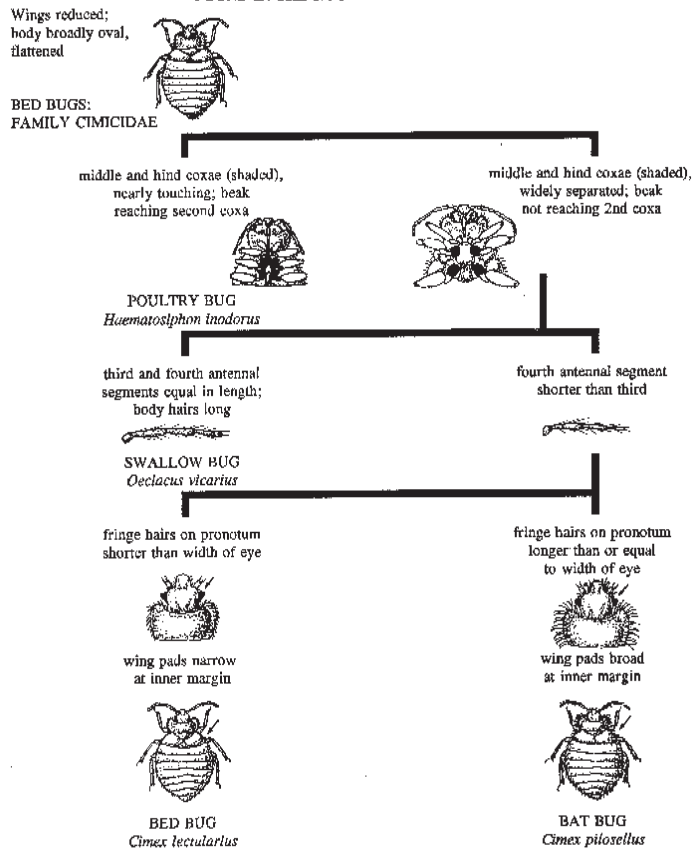 Wings reduced;
body broadly oval,
flattened
BED BUGS:
FAMILY CIMICIDAE
middle and hind coxae (shaded),
nearly touching; beak
reaching second coxa
middle and hind coxae (shaded),
widely separated; beak
not reaching 2nd coxa
POULTRY BUG
Haematosiphon inodorus
third and fourth antennal
segments equal in length;
body hairs long
fourth antennal segment
shorter than third
SWALLOW BUG
Oeciacus vicarius
fringe hairs on pronotum
shorter than width of eye
fringe hairs on pronotum
longer than or equal
to width of eye
wing pads narrow
at inner margin
wing pads broad
at inner margin
BED BUG
Cimex lectularius
BAT BUG
Cimex pilosellus